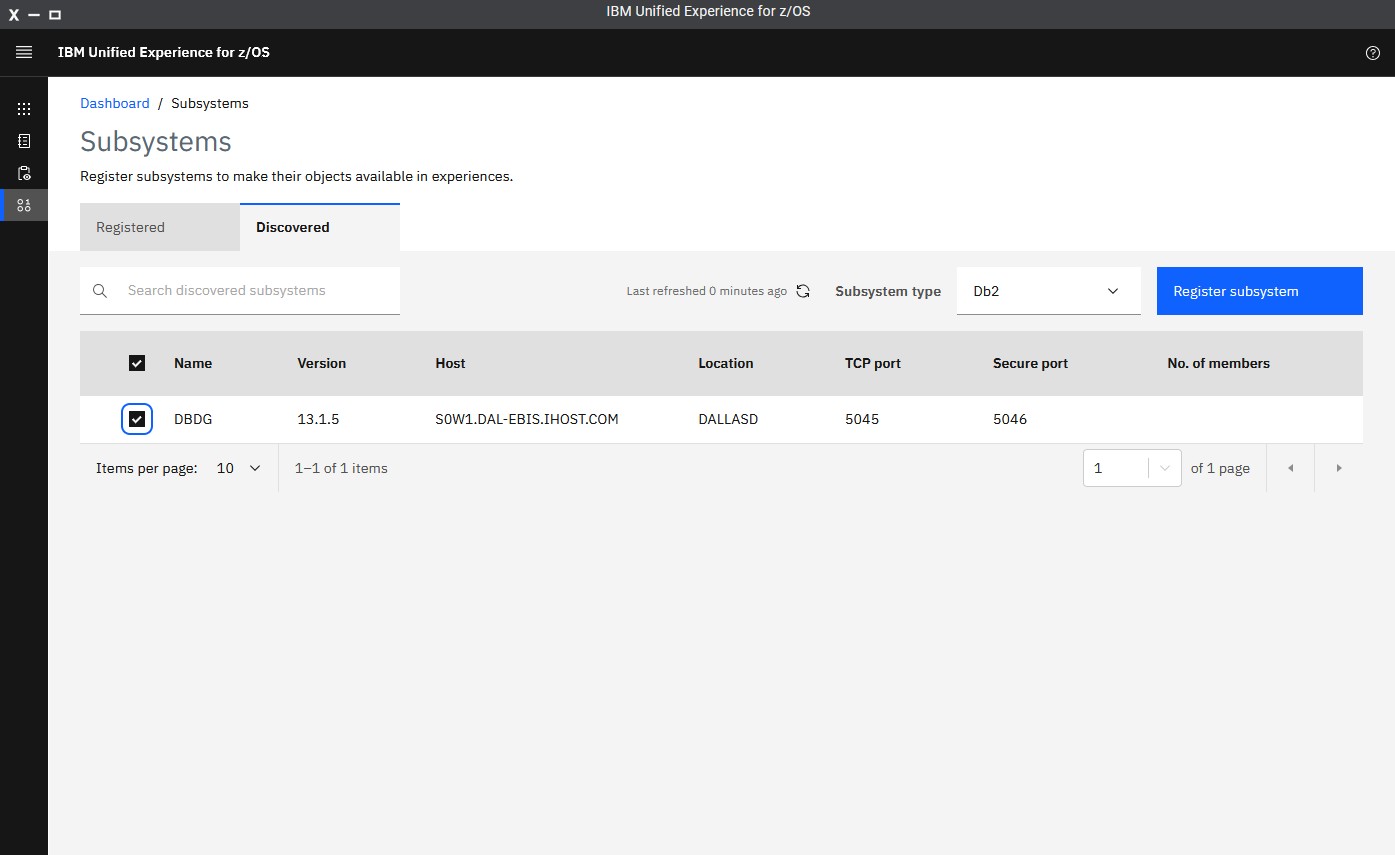 X
IBM Unified Experience for z/OS
IBM Unified Experience for z/OS
Dashboard / Subsystems
Subsystems
Register subsystems to make their objects available in experiences.
Registered Discovered
Search discovered subsystems Last refreshed 0 minutes ago Subsystem type Db2 Register subsystem
Name Version Host Location TCP port Secure port No. of members
DBDG 13.1.5 S0W1.DAL-EBIS.IHOST.COM DALLASD 5045 5046
Items per page: 10 1–1 of 1 items 1 of 1 page